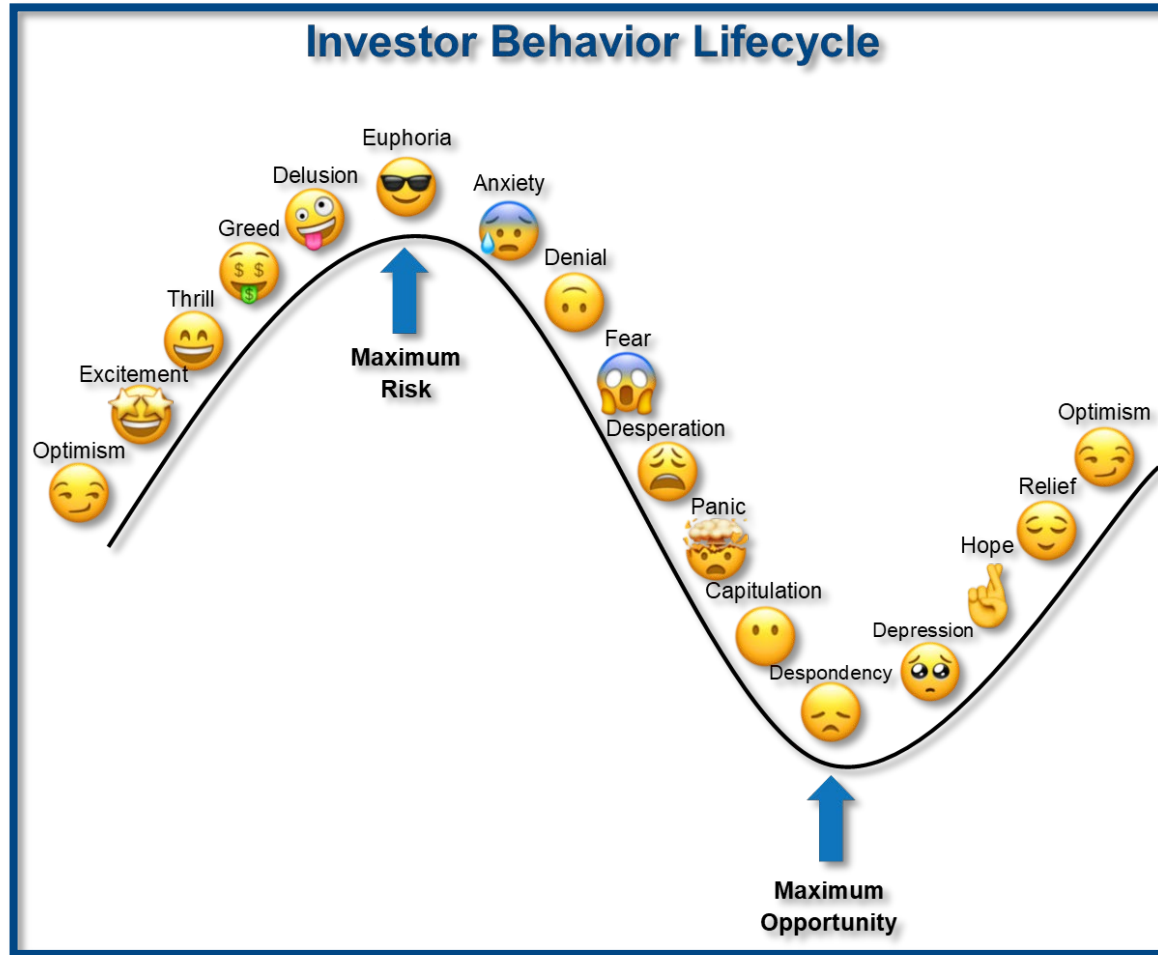 Investor Behavior Lifecycle
Euphoria
Delusion
Anxiety
Greed
Denial
Thrill
Fear
Maximum
Risk
Excitement
Optimism
Desperation
Optimism
Panic
Relief
Hope
Capitulation
Depression
Despondency
Maximum
Opportunity